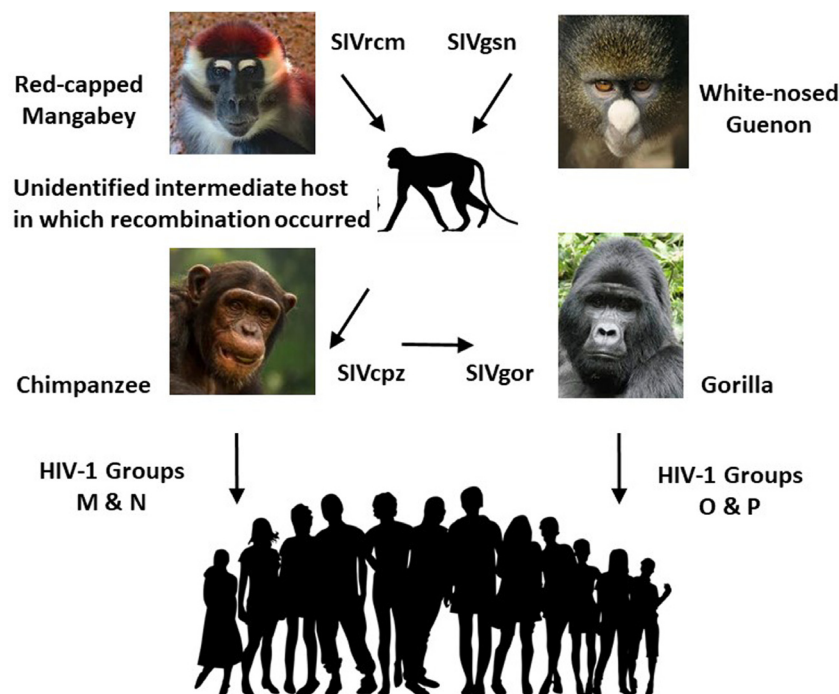 SIVrcm
SIVgsn
Red-capped
Mangabey
White-nosed
Guenon
Unidentified intermediate host
in which recombination occurred
Chimpanzee
SIVcpz
SIVgor
Gorilla
HIV-1 Groups
M & N
HIV-1 Groups
O & P